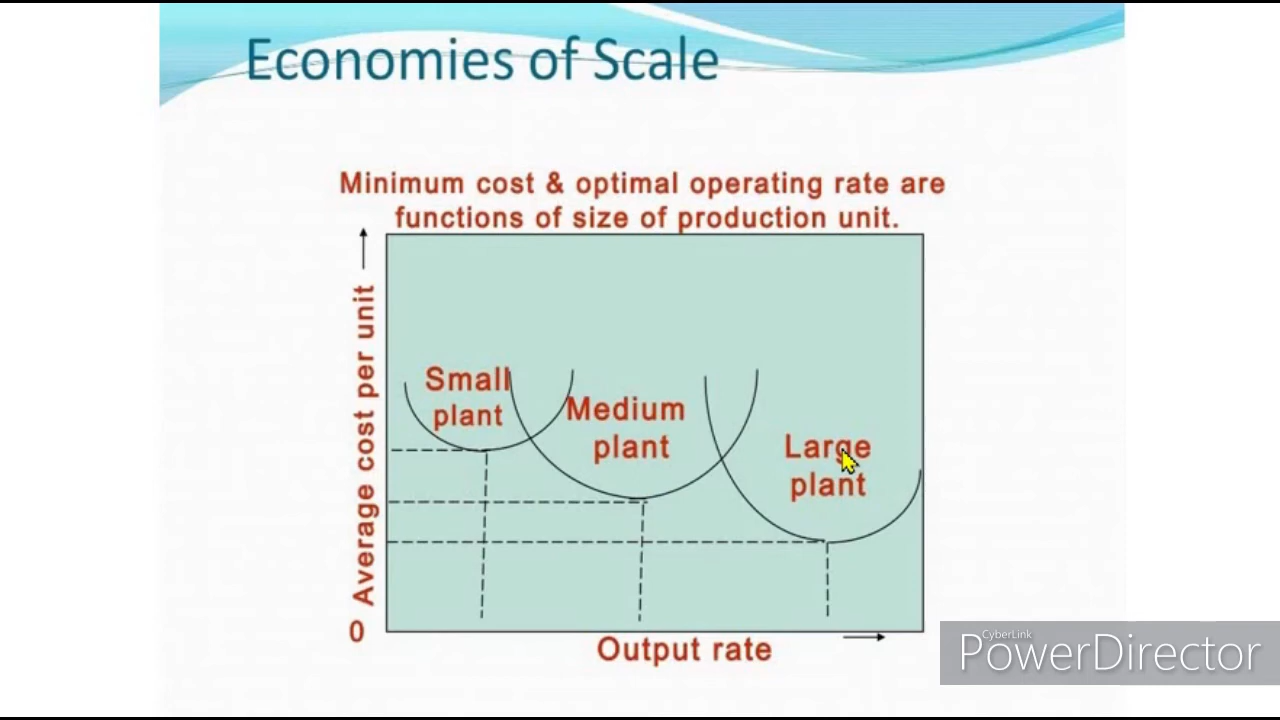 Economies of Scale
Minimum cost & optimal operating rate are
functions of size of production unit.
Average cost per unit
Small
plant
Medium
plant
Large
plant
0
Output rate
CyberLink
PowerDirector